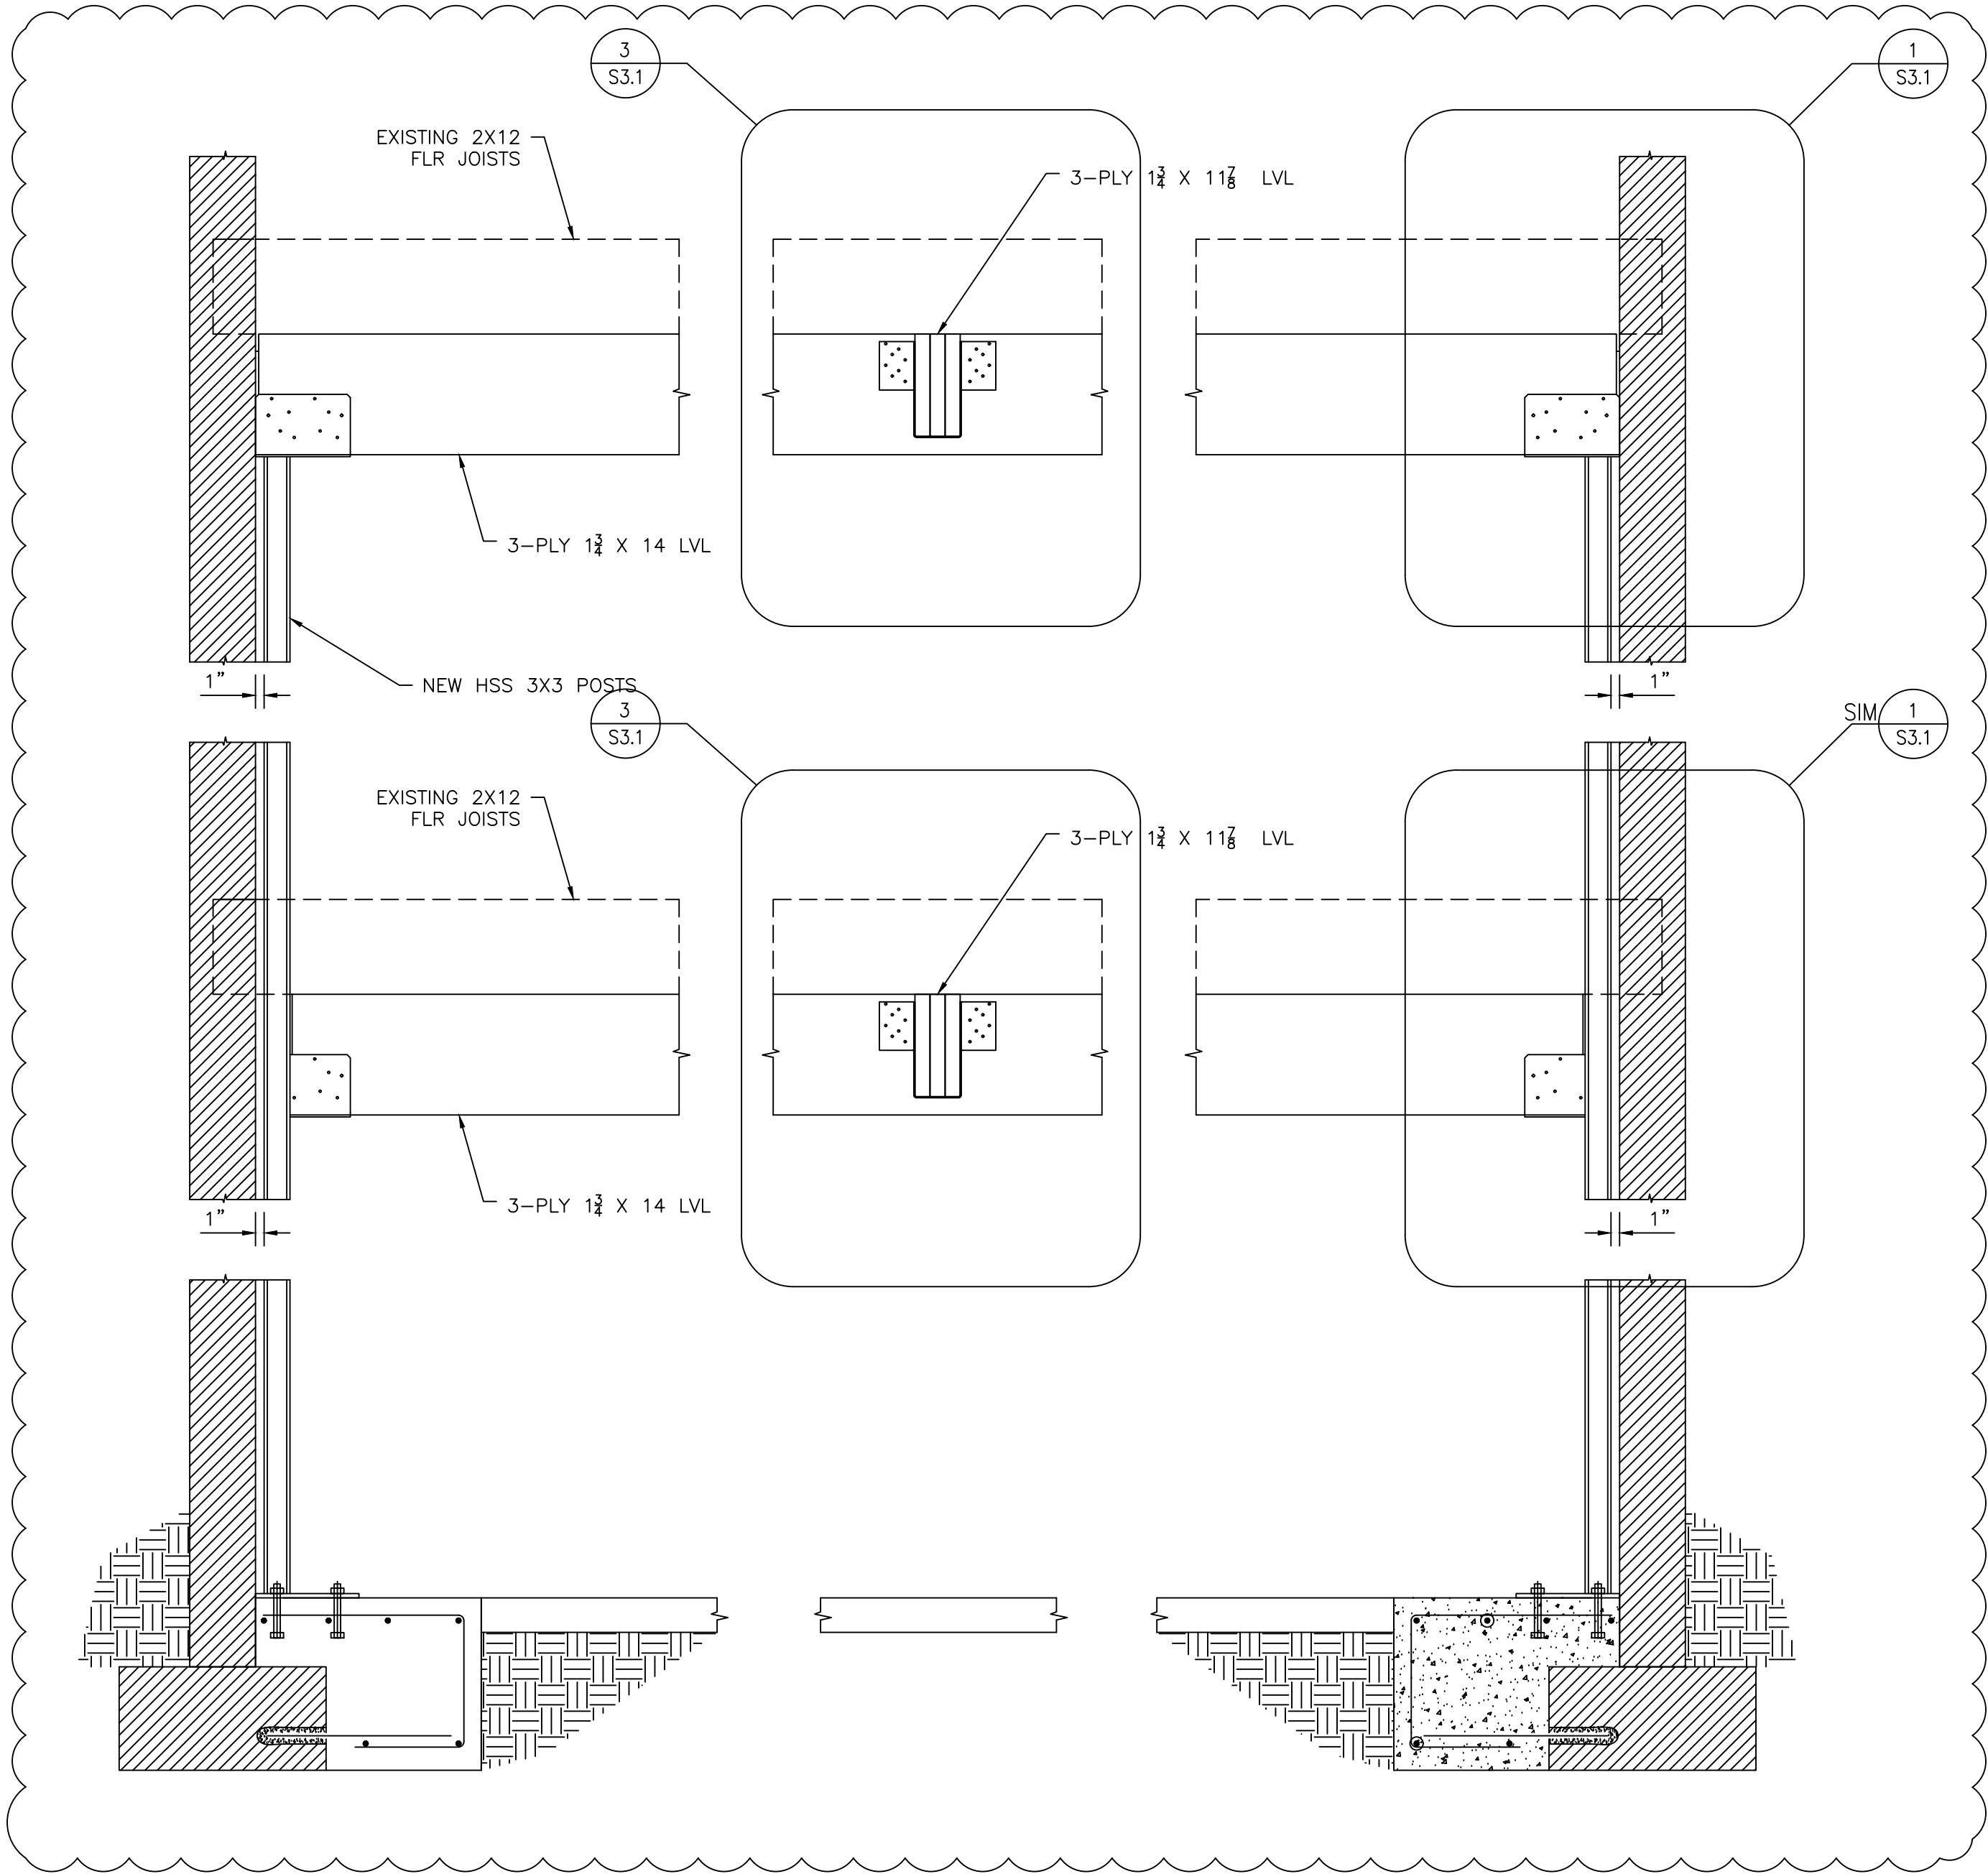 3
S3.1
1
S3.1
EXISTING 2X12
FLR JOISTS
3-PLY 1¾ X 11⅞ LVL
3-PLY 1¾ X 14 LVL
NEW HSS 3X3 POSTS
1"
1"
3
S3.1
SIM
1
S3.1
EXISTING 2X12
FLR JOISTS
3-PLY 1¾ X 11⅞ LVL
3-PLY 1¾ X 14 LVL
1"
1"